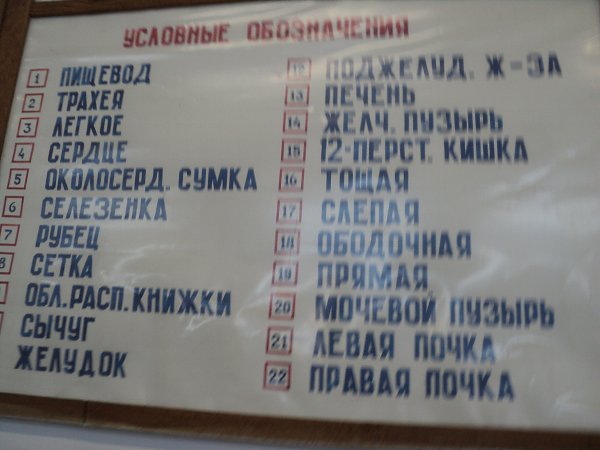 УСЛОВНЫЕ ОБОЗНАЧЕНИЯ
1 ПИЩЕВОД
2 ТРАХЕЯ
3 ЛЕГКОЕ
4 СЕРДЦЕ
5 ОКОЛОСЕРД. СУМКА
6 СЕЛЕЗЕНКА
7 РУБЕЦ
8 СЕТКА
ОБЛ. РАСП. КНИЖКИ
СЫЧУГ
ЖЕЛУДОК
12 ПОДЖЕЛУД. Ж-ЗА
13 ПЕЧЕНЬ
14 ЖЕЛЧ. ПУЗЫРЬ
15 12-ПЕРСТ. КИШКА
16 ТОЩАЯ
17 СЛЕПАЯ
18 ОБОДОЧНАЯ
19 ПРЯМАЯ
20 МОЧЕВОЙ ПУЗЫРЬ
21 ЛЕВАЯ ПОЧКА
22 ПРАВАЯ ПОЧКА